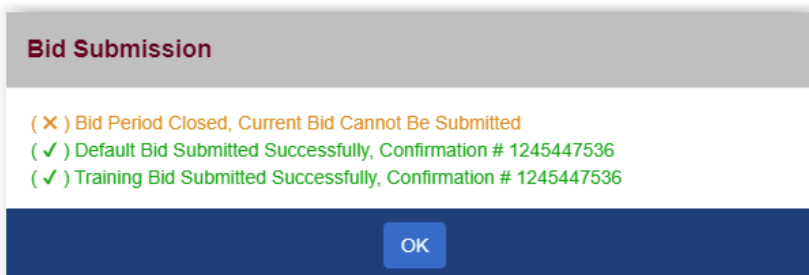 Bid Submission
( ✕ ) Bid Period Closed, Current Bid Cannot Be Submitted
( ✓ ) Default Bid Submitted Successfully, Confirmation # 1245447536
( ✓ ) Training Bid Submitted Successfully, Confirmation # 1245447536
OK